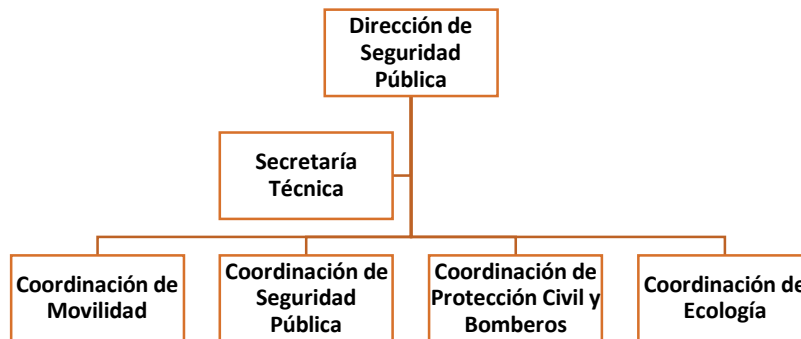 Dirección de
Seguridad
Pública
Secretaría
Técnica
Coordinación de
Movilidad
Coordinación de
Seguridad
Pública
Coordinación de
Protección Civil y
Bomberos
Coordinación de
Ecología